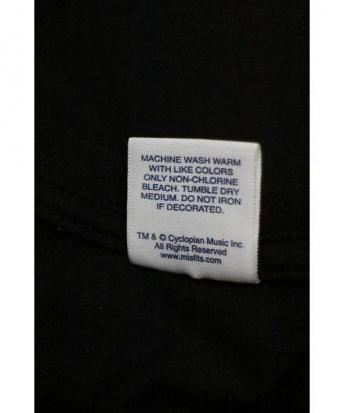 MACHINE WASH WARM
WITH LIKE COLORS
ONLY NON-CHLORINE
BLEACH. TUMBLE DRY
MEDIUM. DO NOT IRON
IF DECORATED.
TM & © Cyclopian Music Inc.
All Rights Reserved
www.misfits.com